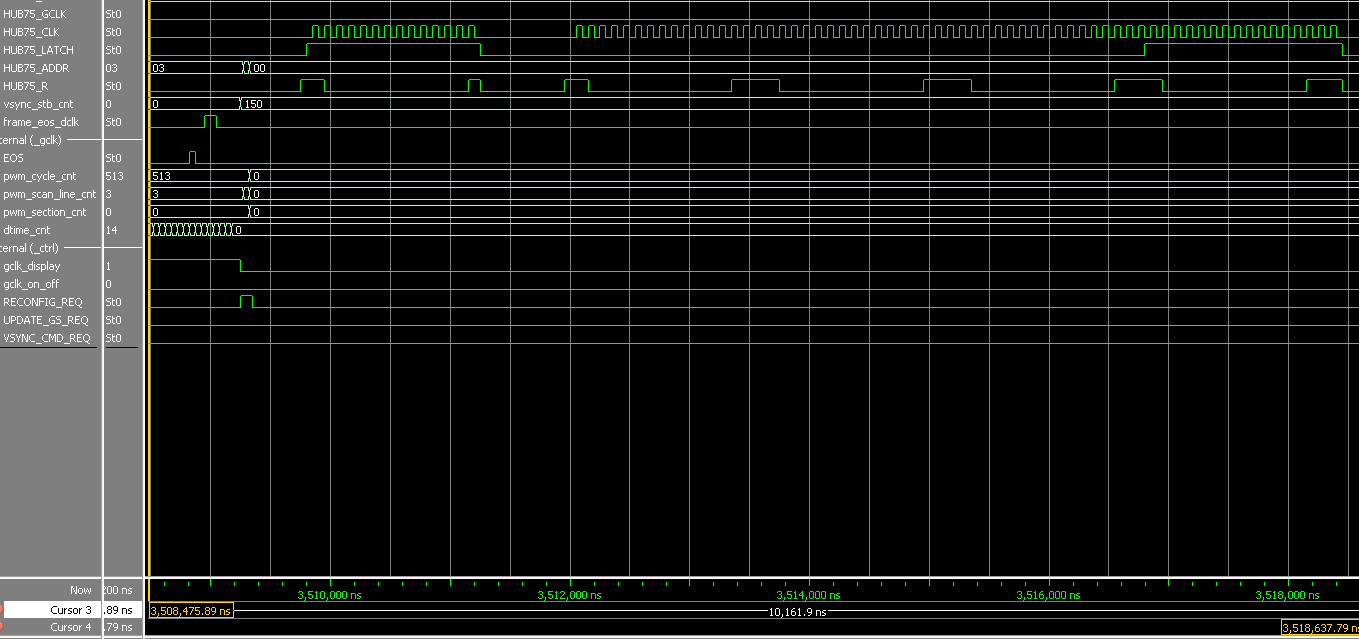 HUB75_GCLK St0
HUB75_CLK St0
HUB75_LATCH St0
HUB75_ADDR 03 03 00
HUB75_R St0
vsync_stb_cnt 0 0 150
frame_eos_dclk St0
ernal (_gclk)
EOS St0
pwm_cycle_cnt 513 513 0
pwm_scan_line_cnt 3 3 0
pwm_section_cnt 0 0 0
dtime_cnt 14 0
ernal (_ctrl)
gclk_display 1
gclk_on_off 0
RECONFIG_REQ St0
UPDATE_GS_REQ St0
VSYNC_CMD_REQ St0
Now 200 ns 3,510,000 ns 3,512,000 ns 3,514,000 ns 3,516,000 ns 3,518,000 ns
Cursor 3 .89 ns 3,508,475.89 ns 10,161.9 ns
Cursor 4 .79 ns 3,518,637.79 ns